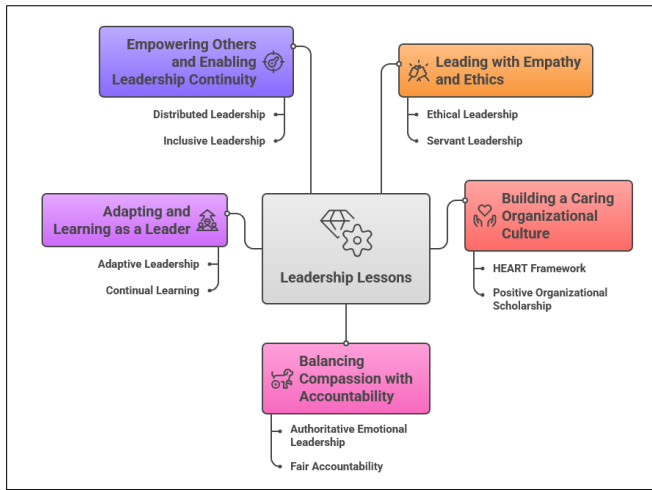 Empowering Others
and Enabling
Leadership Continuity
Distributed Leadership
Inclusive Leadership
Leading with Empathy
and Ethics
Ethical Leadership
Servant Leadership
Adapting and
Learning as a Leader
Adaptive Leadership
Continual Learning
Leadership Lessons
Building a Caring
Organizational
Culture
HEART Framework
Positive Organizational
Scholarship
Balancing
Compassion with
Accountability
Authoritative Emotional
Leadership
Fair Accountability